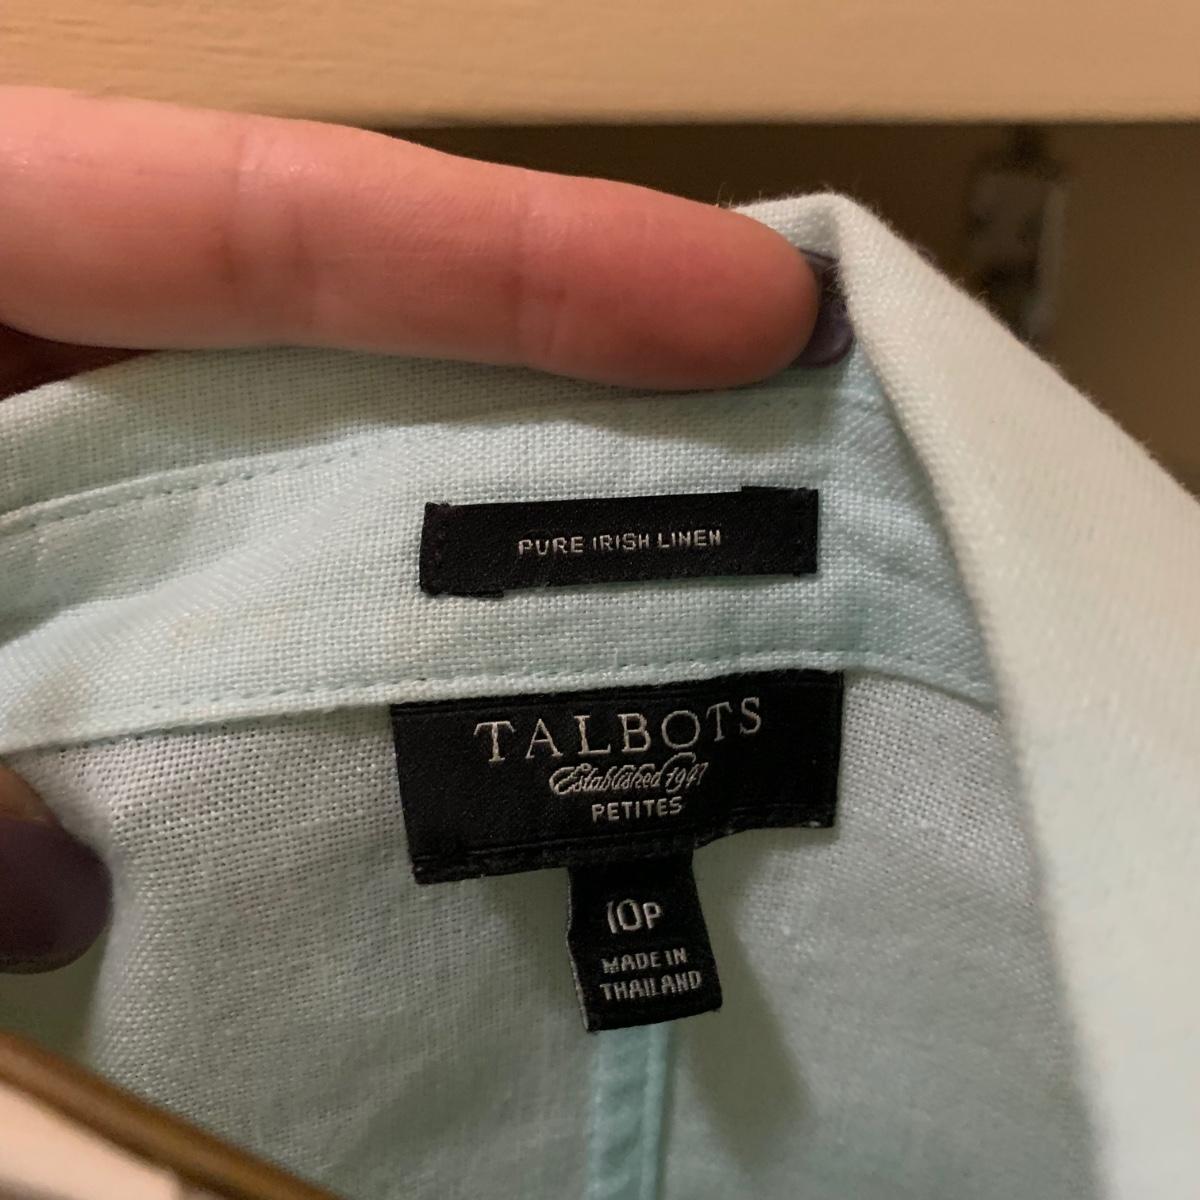 PURE IRISH LINEN
TALBOTS
Established 1947
PETITES
10P
MADE IN
THAILAND